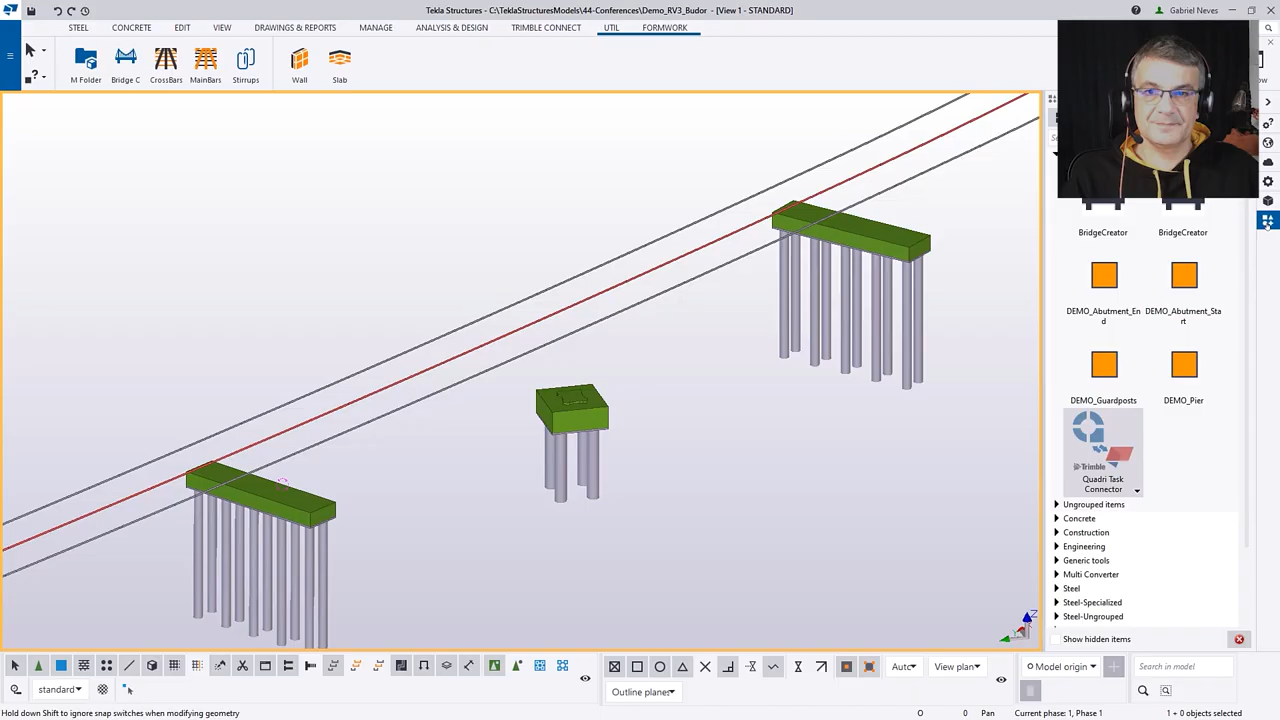 Tekla Structures - C:\TeklaStructuresModels\44-Conferences\Demo_RV3_Budor - [View 1 - STANDARD]
Gabriel Neves
STEEL CONCRETE EDIT VIEW DRAWINGS & REPORTS MANAGE ANALYSIS & DESIGN TRIMBLE CONNECT UTIL FORMWORK
M Folder Bridge C CrossBars MainBars Stirrups Wall Slab
BridgeCreator BridgeCreator
DEMO_Abutment_En
d
DEMO_Abutment_Sta
rt
DEMO_Guardposts DEMO_Pier
Trimble
Quadri Task
Connector
Ungrouped items
Concrete
Construction
Engineering
Generic tools
Multi Converter
Steel
Steel-Specialized
Steel-Ungrouped
Show hidden items
Z
Auto View plan Model origin Search in model
standard Outline planes
Hold down Shift to ignore snap switches when modifying geometry O 0 Pan Current phase: 1, Phase 1 1 + 0 objects selected